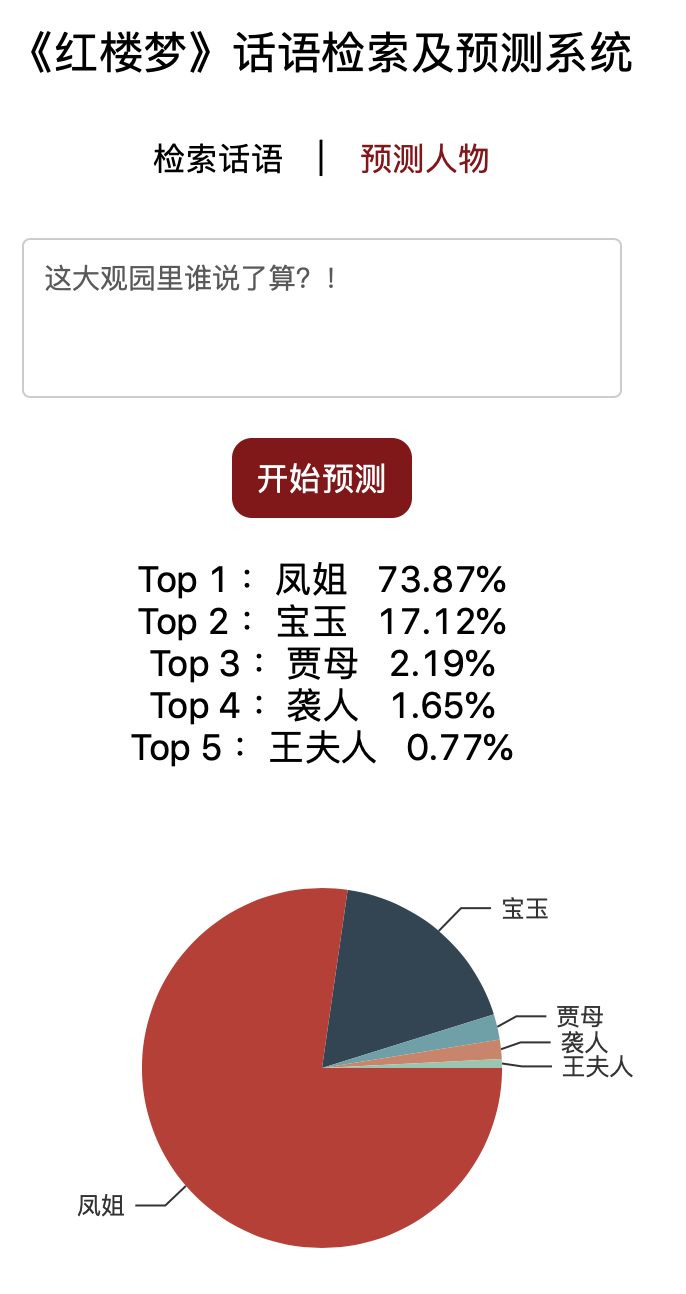 《红楼梦》话语检索及预测系统
检索话语 | 预测人物
这大观园里谁说了算？！
开始预测
Top 1： 凤姐 73.87%
Top 2： 宝玉 17.12%
Top 3： 贾母 2.19%
Top 4： 袭人 1.65%
Top 5： 王夫人 0.77%
宝玉
贾母
袭人
王夫人
凤姐